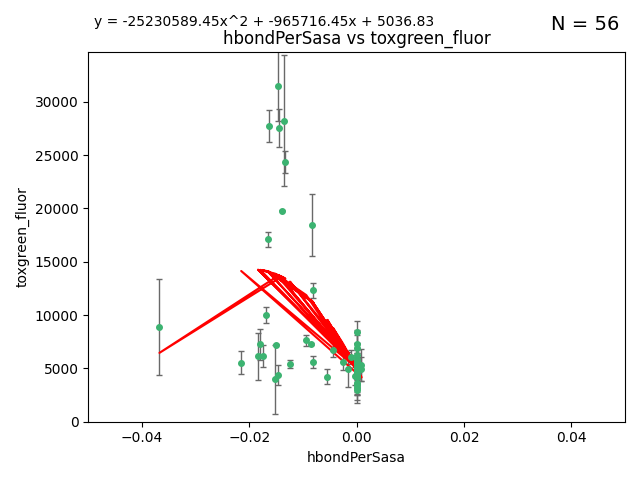 y = -25230589.45x^2 + -965716.45x + 5036.83
N = 56
hbondPerSasa vs toxgreen_fluor
toxgreen_fluor
30000
25000
20000
15000
10000
5000
0
−0.04
−0.02
0.00
0.02
0.04
hbondPerSasa